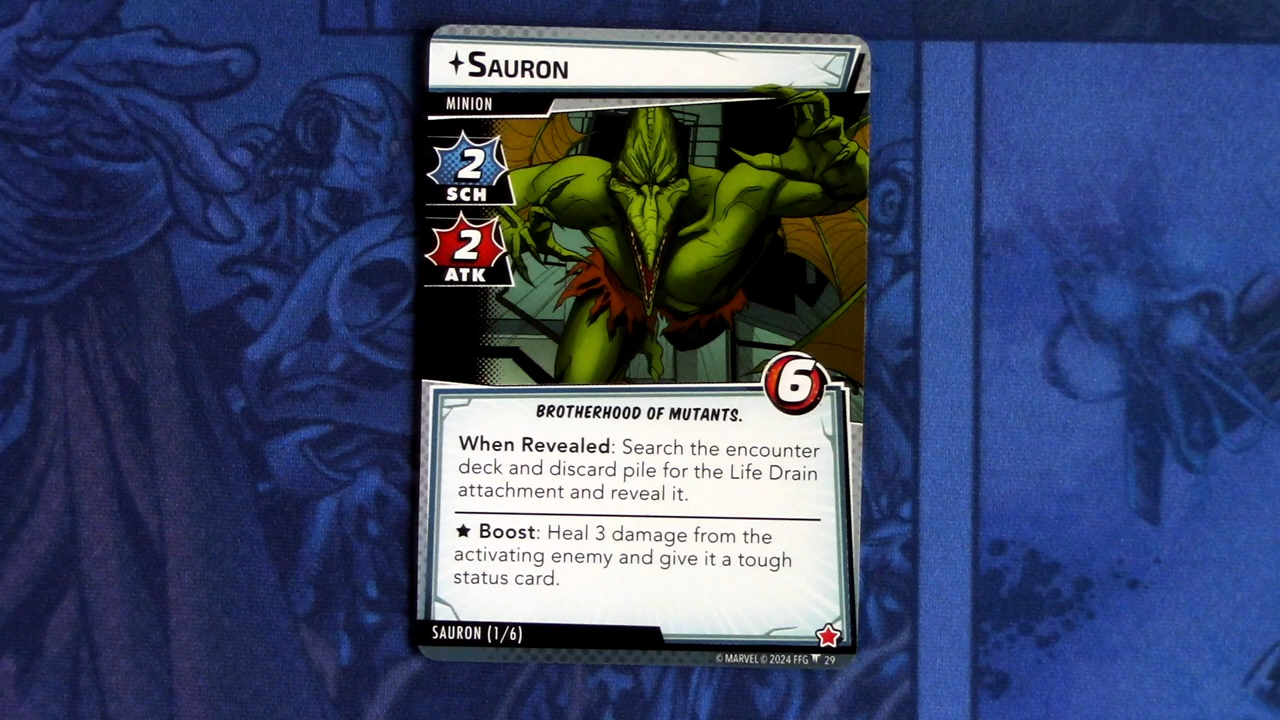 SAURON
MINION
2
SCH
2
ATK
6
BROTHERHOOD OF MUTANTS.
When Revealed: Search the encounter
deck and discard pile for the Life Drain
attachment and reveal it.
★ Boost: Heal 3 damage from the
activating enemy and give it a tough
status card.
SAURON (1/6)
© MARVEL © 2024 FFG 29